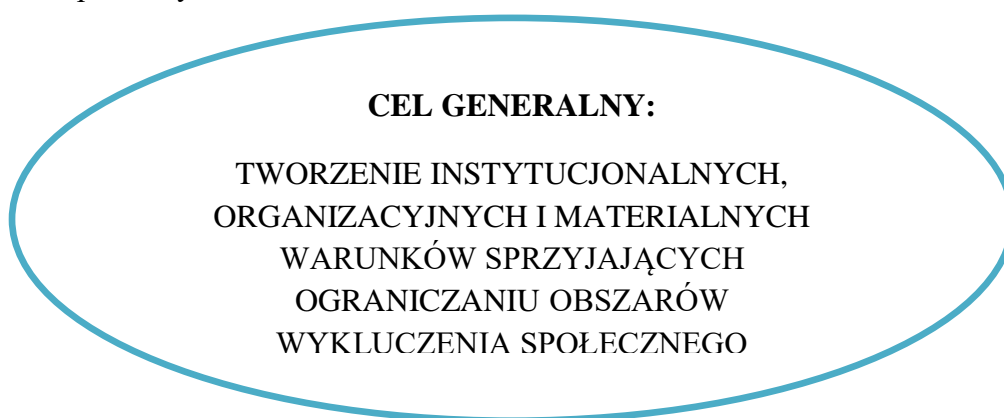 CEL GENERALNY:
TWORZENIE INSTYTUCJONALNYCH,
ORGANIZACYJNYCH I MATERIALNYCH
WARUNKÓW SPRZYJAJĄCYCH
OGRANICZANIU OBSZARÓW
WYKLUCZENIA SPOŁECZNEGO